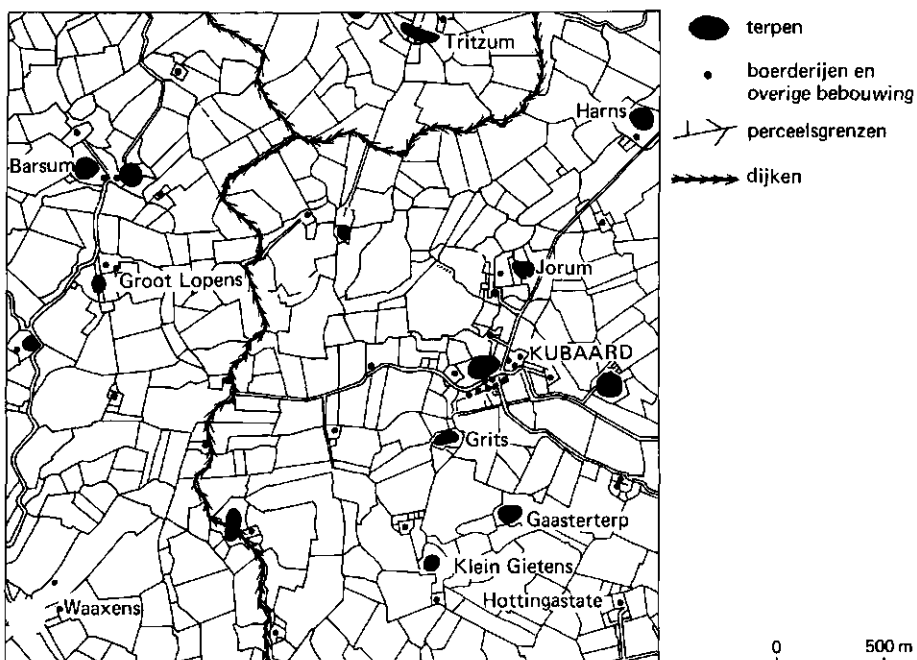 Tritzum
Harns
Barsum
Groot Lopens
Jorum
KUBAARD
Grits
Gaasterterp
Klein Gietens
Hottingastate
Waaxens
terpen
boerderijen en
overige bebouwing
perceelsgrenzen
dijken
0 500 m